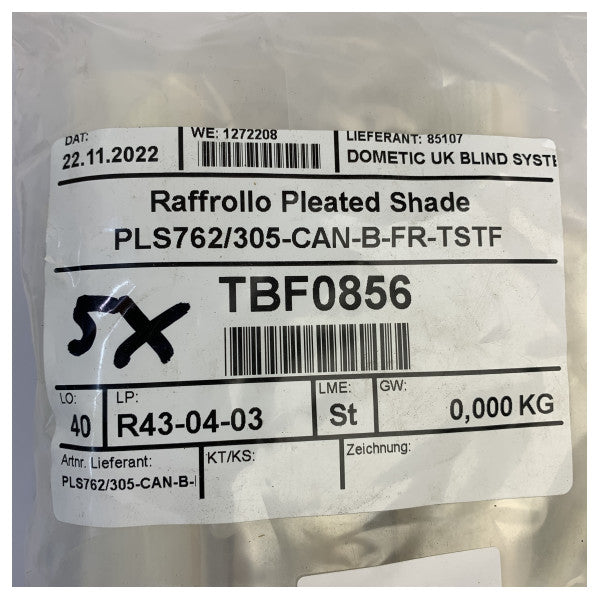 DAT:
22.11.2022
WE: 1272208
LIEFERANT: 85107
DOMETIC UK BLIND SYSTE
Raffrollo Pleated Shade
PLS762/305-CAN-B-FR-TSTF
TBF0856
5X
LO:
40
LP:
R43-04-03
LME:
St
GW:
0,000 KG
Artnr. Lieferant:
PLS762/305-CAN-B-
KT/KS:
Zeichnung: